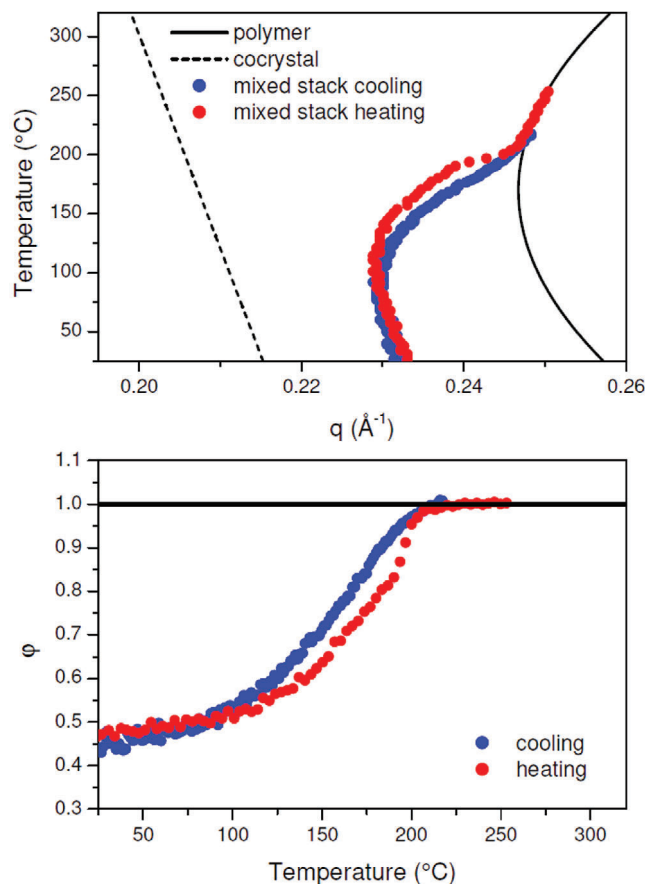 300
250
200
150
100
50
Temperature (°C)
polymer
cocrystal
mixed stack cooling
mixed stack heating
0.20 0.22 0.24 0.26
q (Å-1)
1.1
1.0
0.9
0.8
0.7
0.6
0.5
0.4
0.3
φ
cooling
heating
50 100 150 200 250 300
Temperature (°C)